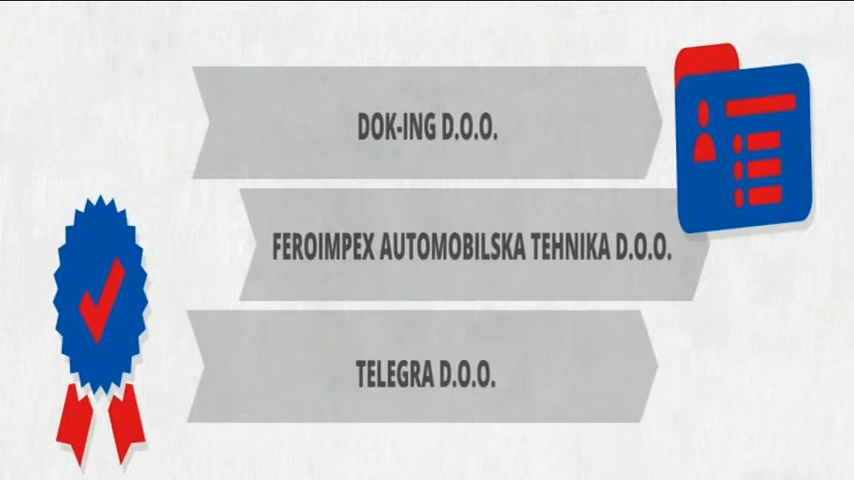 DOK-ING D.O.O.
FEROIMPEX AUTOMOBILSKA TEHNIKA D.O.O.
TELEGRA D.O.O.